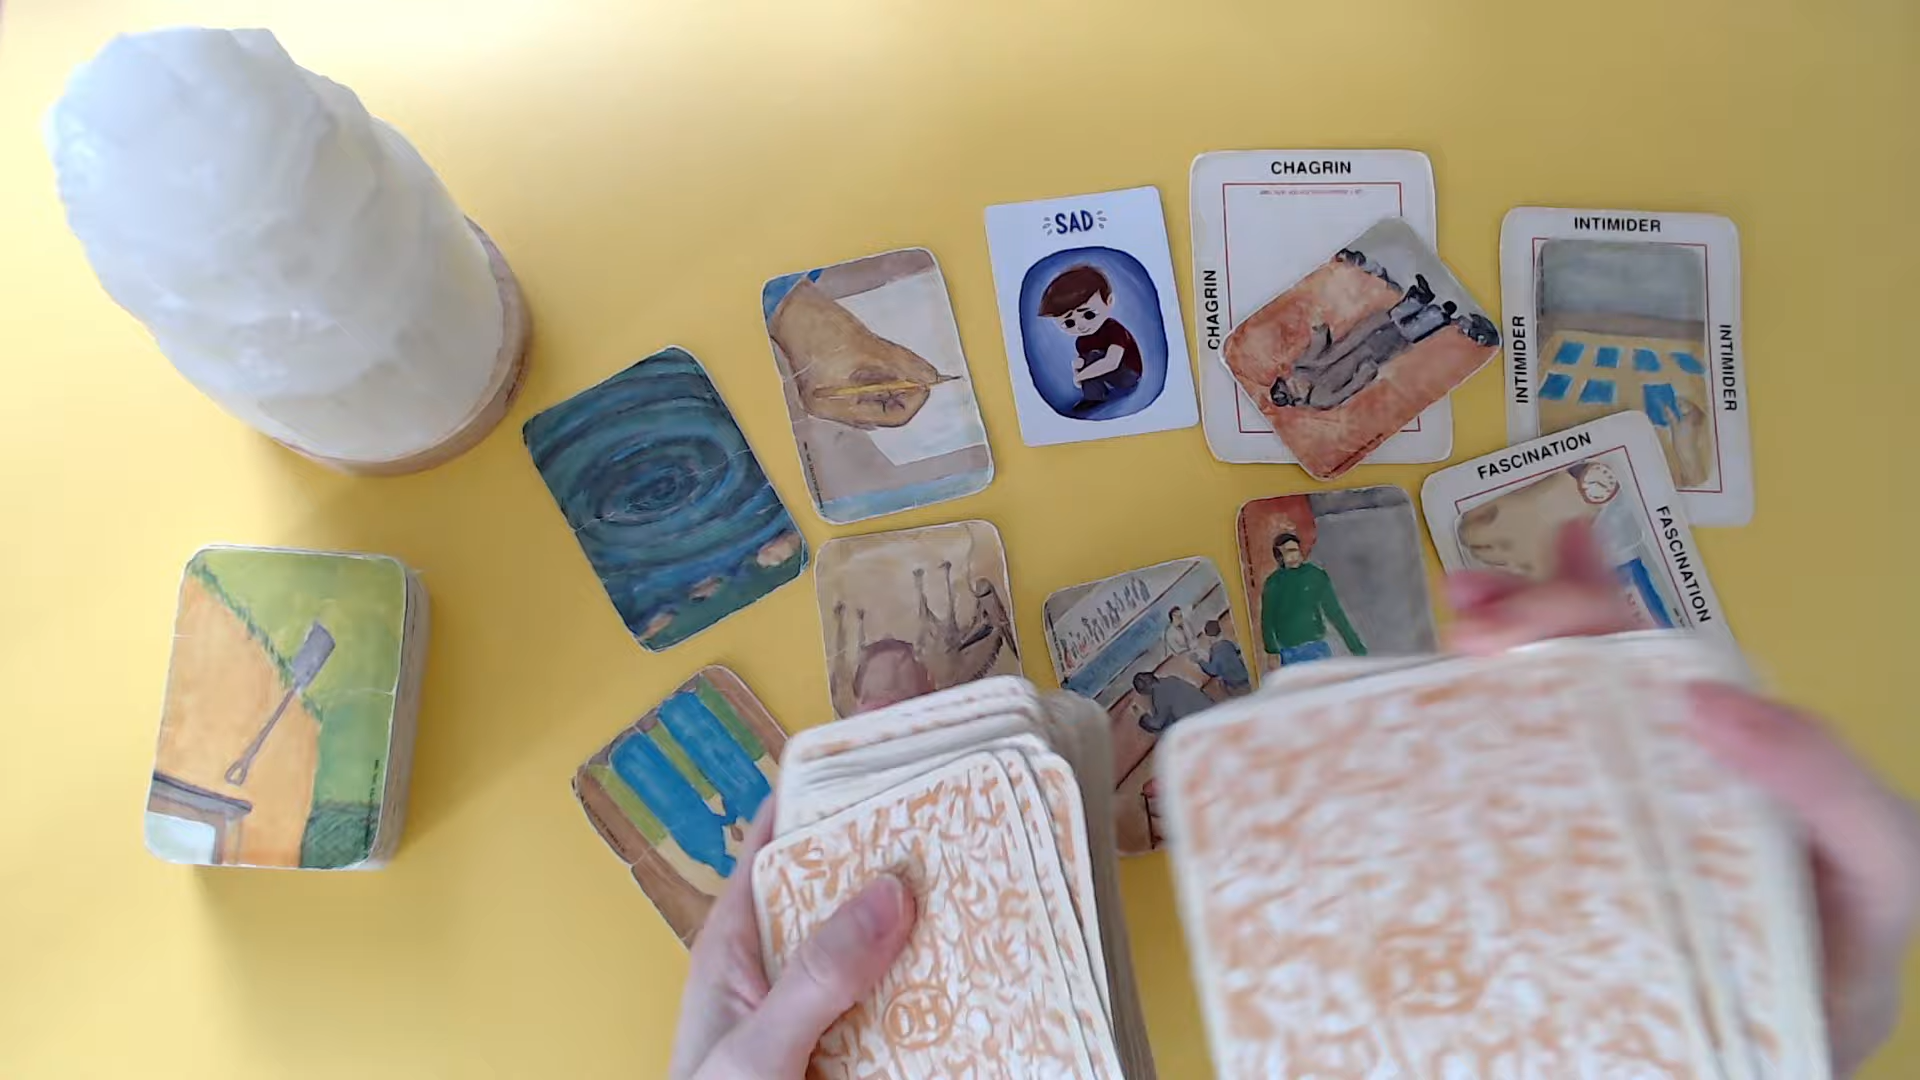 SAD
CHAGRIN
CHAGRIN
INTIMIDER
INTIMIDER
INTIMIDER
FASCINATION
FASCINATION
OH